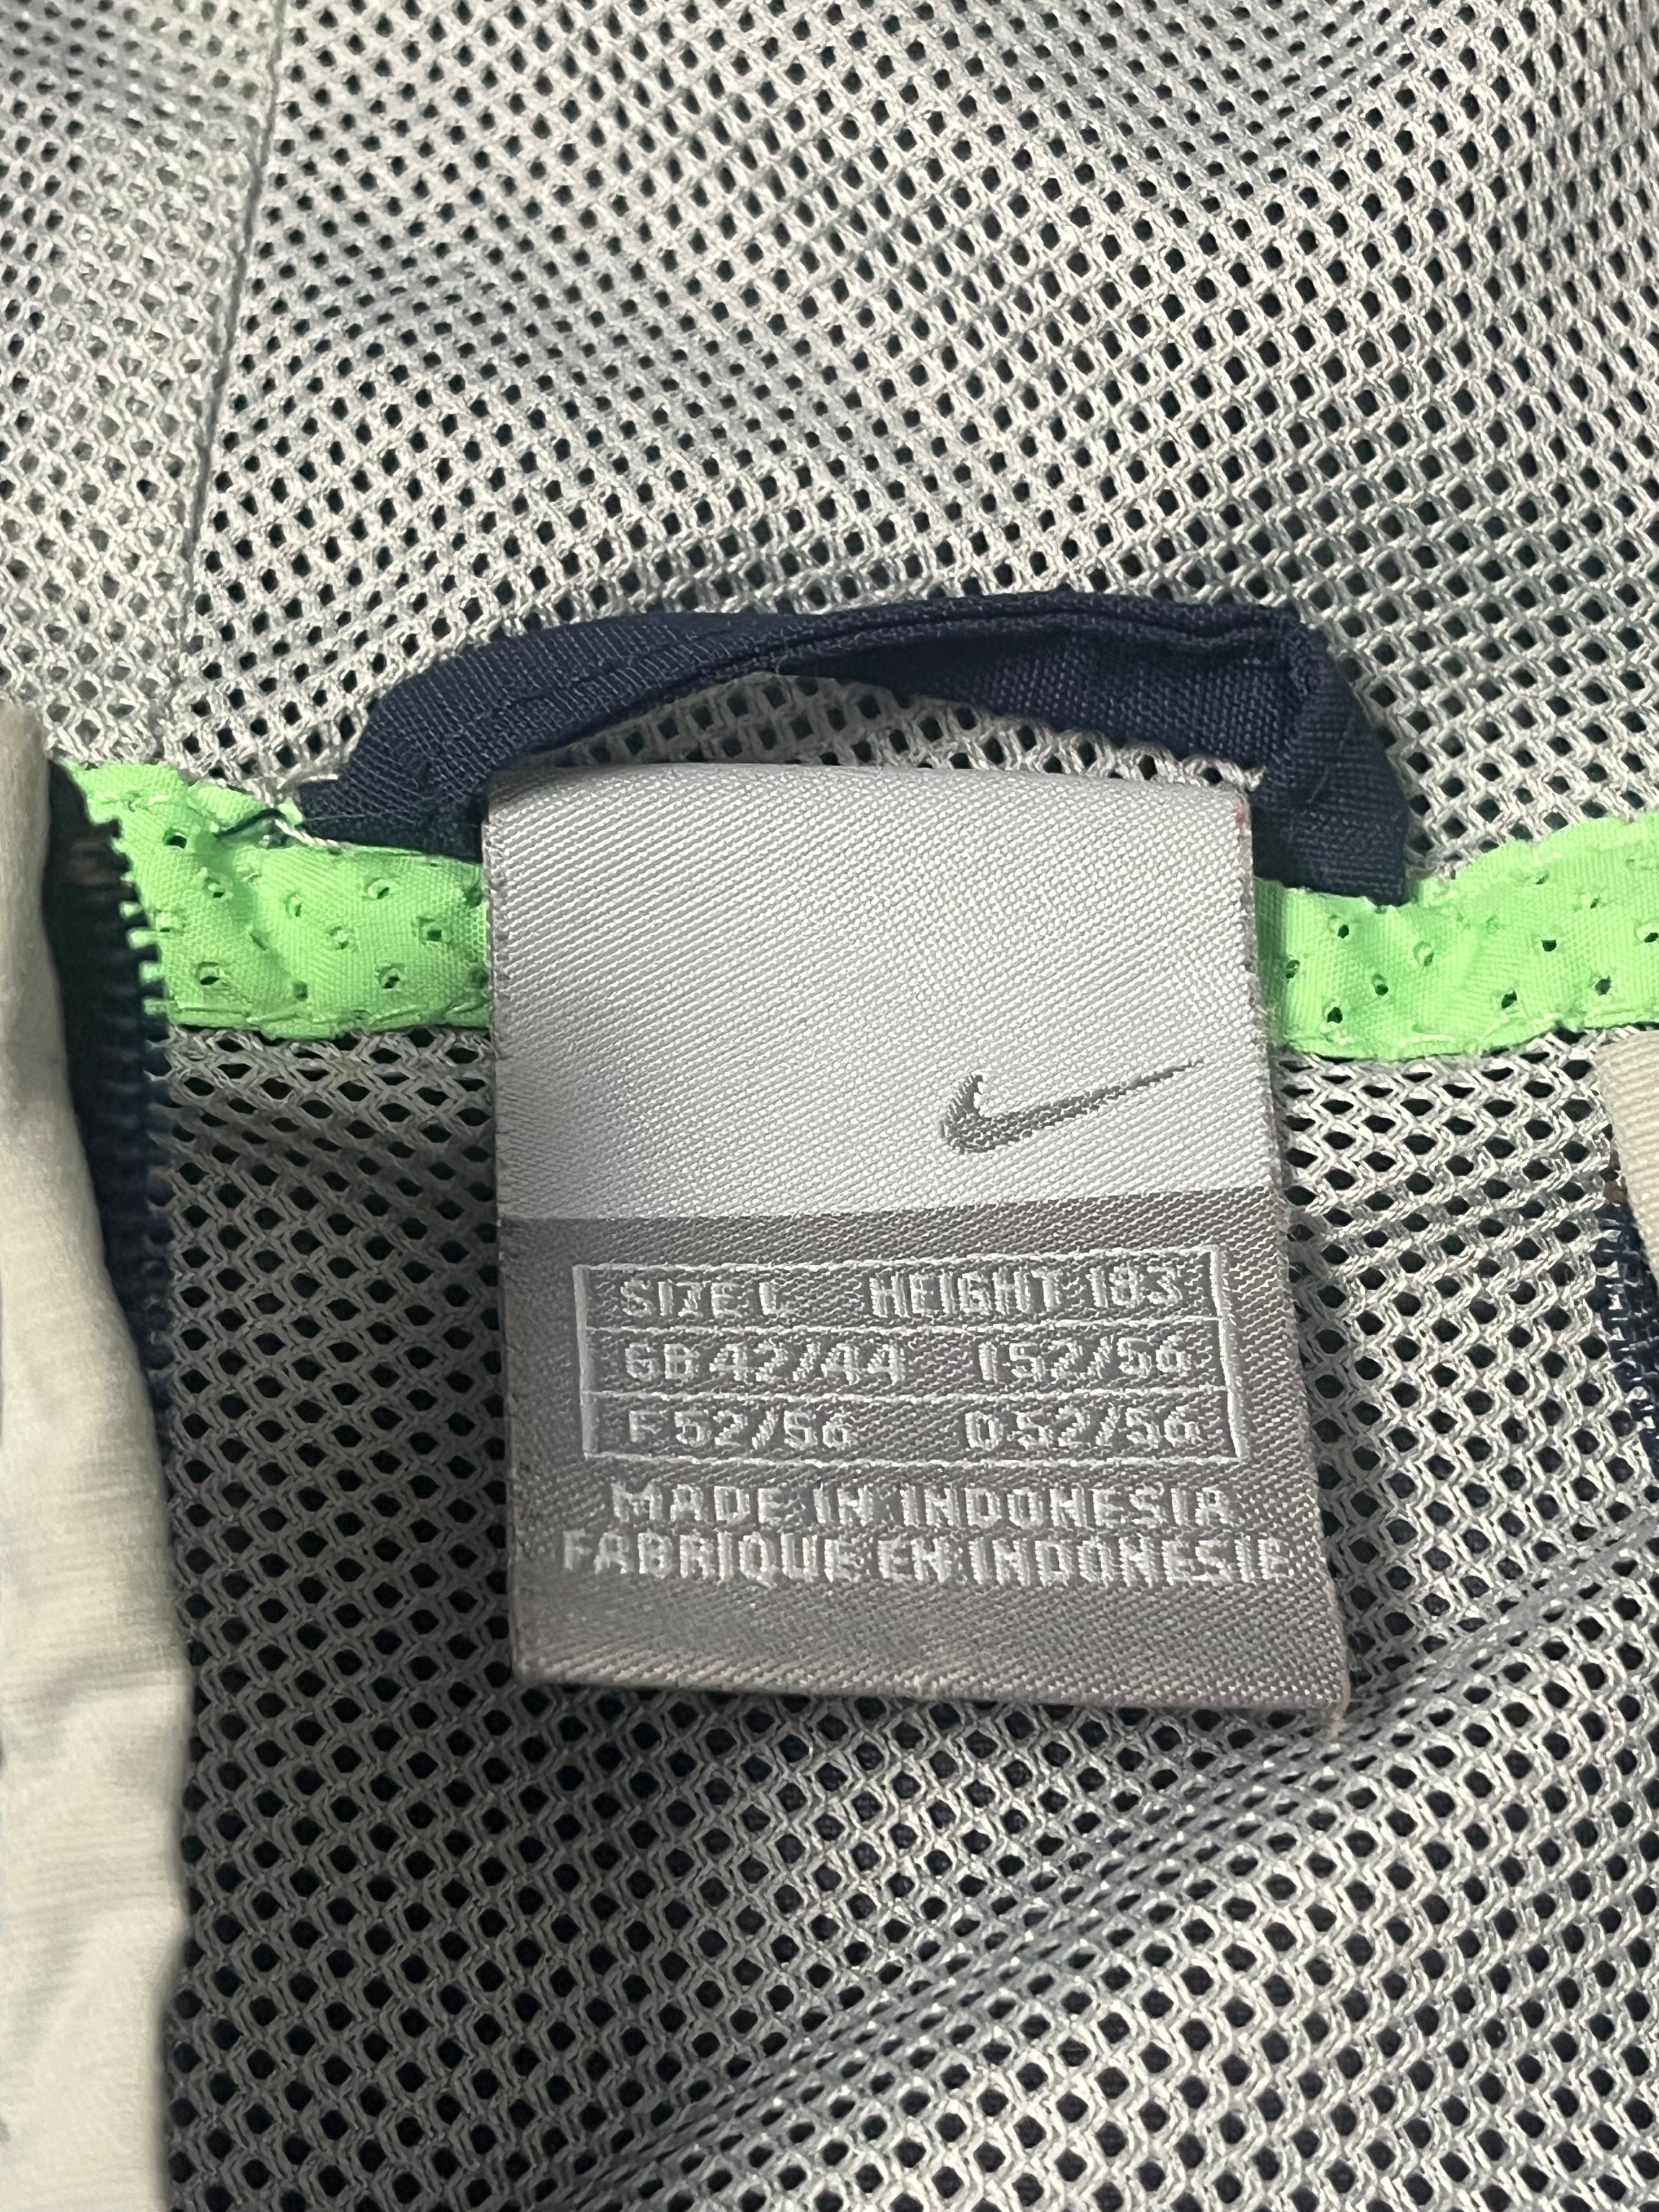 SIZE L HEIGHT 183
GB 42/44 I 52/56
F 52/56 D 52/56
MADE IN INDONESIA
FABRIQUE EN INDONESIE